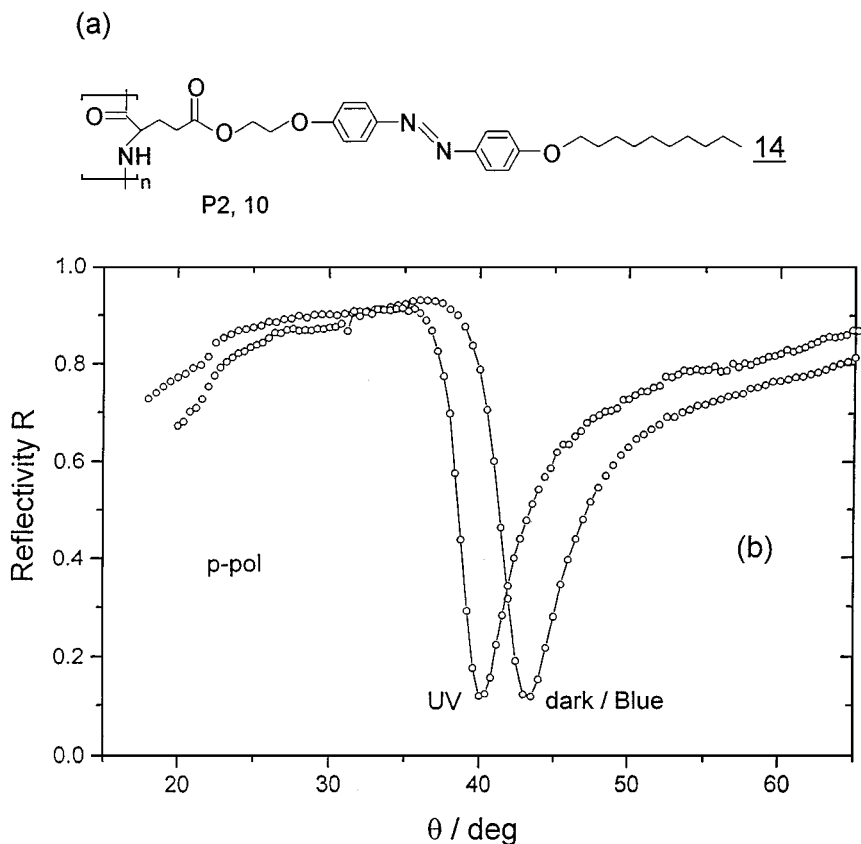 (a)
O
O
O
O
N
N
O
NH
n
14
P2, 10
1.0
0.8
0.6
0.4
0.2
0.0
Reflectivity R
p-pol
(b)
UV
dark / Blue
20
30
40
50
60
θ / deg